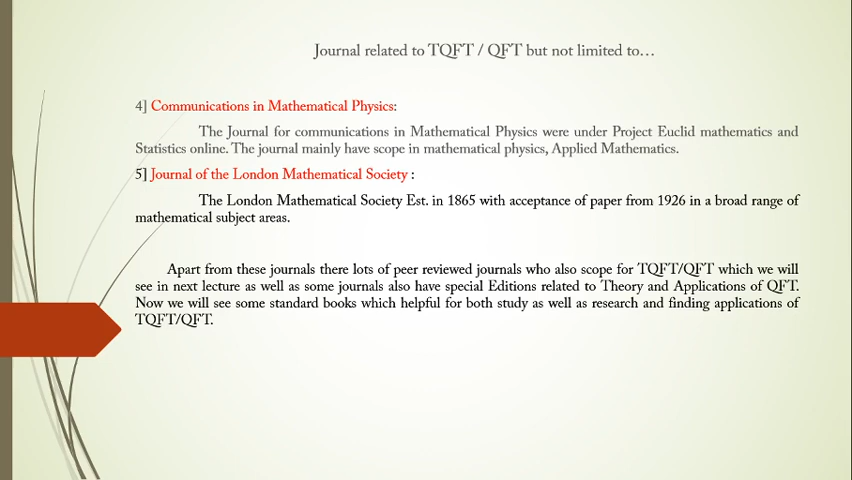 Journal related to TQFT / QFT but not limited to…
4] Communications in Mathematical Physics:
The Journal for communications in Mathematical Physics were under Project Euclid mathematics and
Statistics online. The journal mainly have scope in mathematical physics, Applied Mathematics.
5] Journal of the London Mathematical Society :
The London Mathematical Society Est. in 1865 with acceptance of paper from 1926 in a broad range of
mathematical subject areas.
Apart from these journals there lots of peer reviewed journals who also scope for TQFT/QFT which we will
see in next lecture as well as some journals also have special Editions related to Theory and Applications of QFT.
Now we will see some standard books which helpful for both study as well as research and finding applications of
TQFT/QFT.